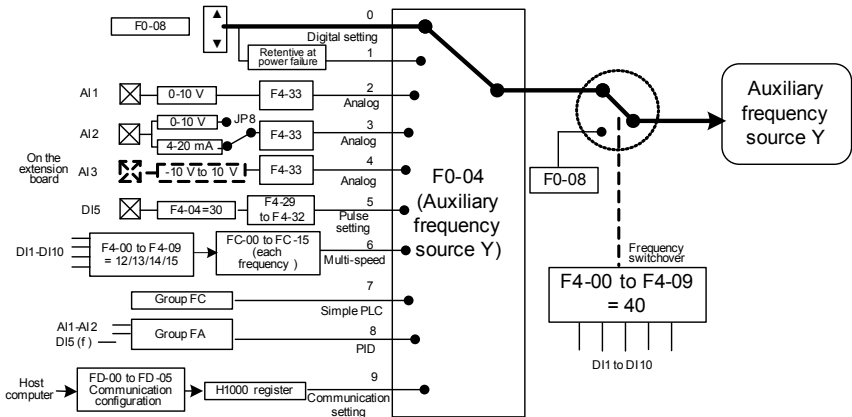 F0-08
0
Digital setting
1
Retentive at
power failure
AI1
0-10 V
F4-33
2
Analog
AI2
0-10 V
4-20 mA
JP8
F4-33
3
Analog
On the
extension
board
AI3
-10 V to 10 V
F4-33
4
Analog
DI5
F4-04=30
F4-29
to F4-32
5
Pulse
setting
DI1-DI10
F4-00 to F4-09
= 12/13/14/15
FC-00 to FC-15
(each
frequency )
6
Multi-speed
Group FC
7
Simple PLC
AI1-AI2
DI5 (f )
Group FA
8
PID
Host
computer
FD-00 to FD-05
Communication
configuration
H1000 register
9
Communication
setting
F0-04
(Auxiliary
frequency
source Y)
F0-08
Auxiliary
frequency
source Y
Frequency
switchover
F4-00 to F4-09
= 40
DI1 to DI10